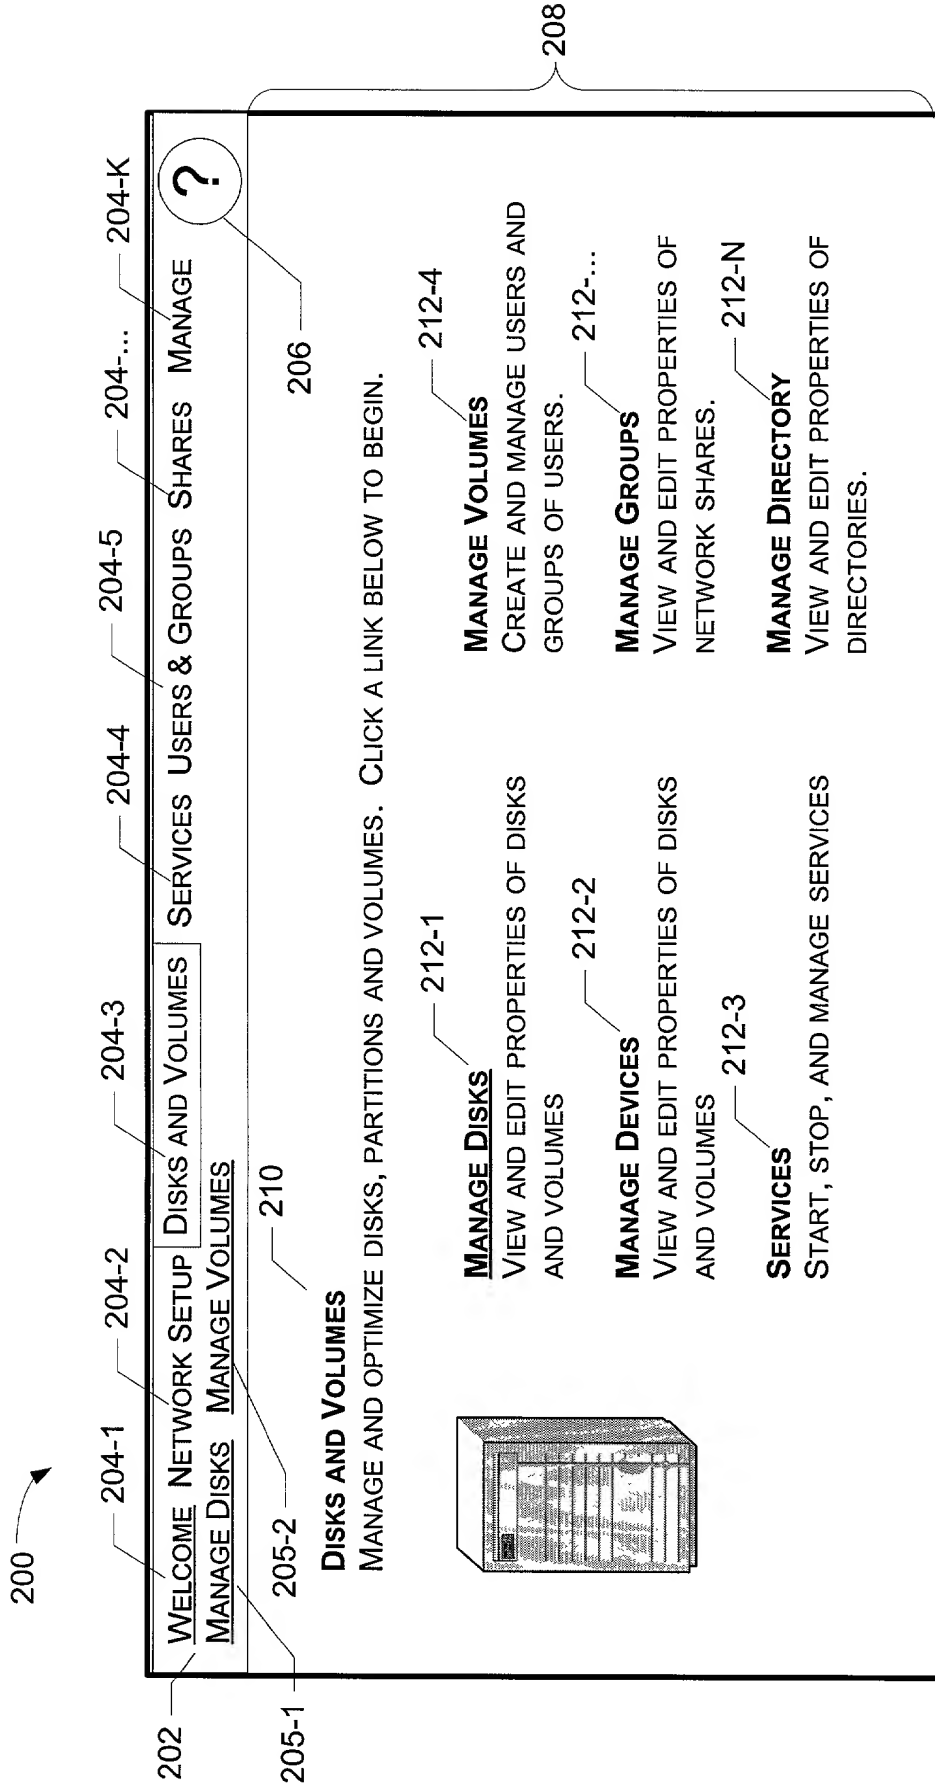 200
204-1 204-2 204-3 204-4 204-5 204-... 204-K
202
WELCOME NETWORK SETUP DISKS AND VOLUMES SERVICES USERS & GROUPS SHARES MANAGE ?
MANAGE DISKS MANAGE VOLUMES
205-1 205-2 210 206 208
DISKS AND VOLUMES
MANAGE AND OPTIMIZE DISKS, PARTITIONS AND VOLUMES. CLICK A LINK BELOW TO BEGIN.
212-1
MANAGE DISKS
VIEW AND EDIT PROPERTIES OF DISKS
AND VOLUMES
212-2
MANAGE DEVICES
VIEW AND EDIT PROPERTIES OF DISKS
AND VOLUMES
212-3
SERVICES
START, STOP, AND MANAGE SERVICES
212-4
MANAGE VOLUMES
CREATE AND MANAGE USERS AND
GROUPS OF USERS.
212-...
MANAGE GROUPS
VIEW AND EDIT PROPERTIES OF
NETWORK SHARES.
212-N
MANAGE DIRECTORY
VIEW AND EDIT PROPERTIES OF
DIRECTORIES.